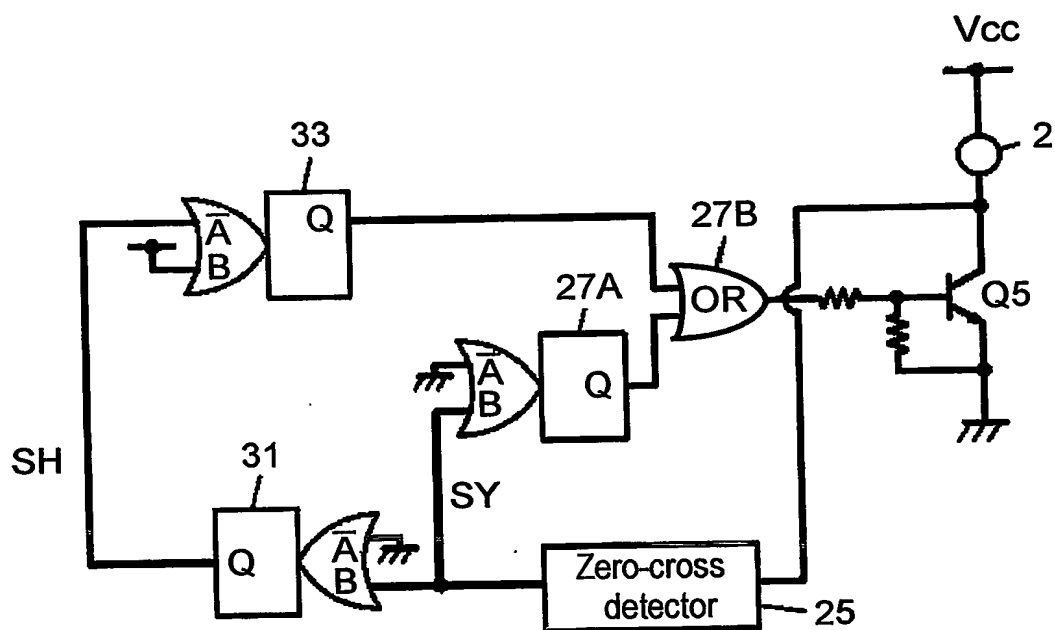 Vcc
2
33
A̅
B
Q
27B
OR
27A
A̅
B
Q
Q5
SH
31
SY
Q
A̅
B
Zero-cross
detector
25